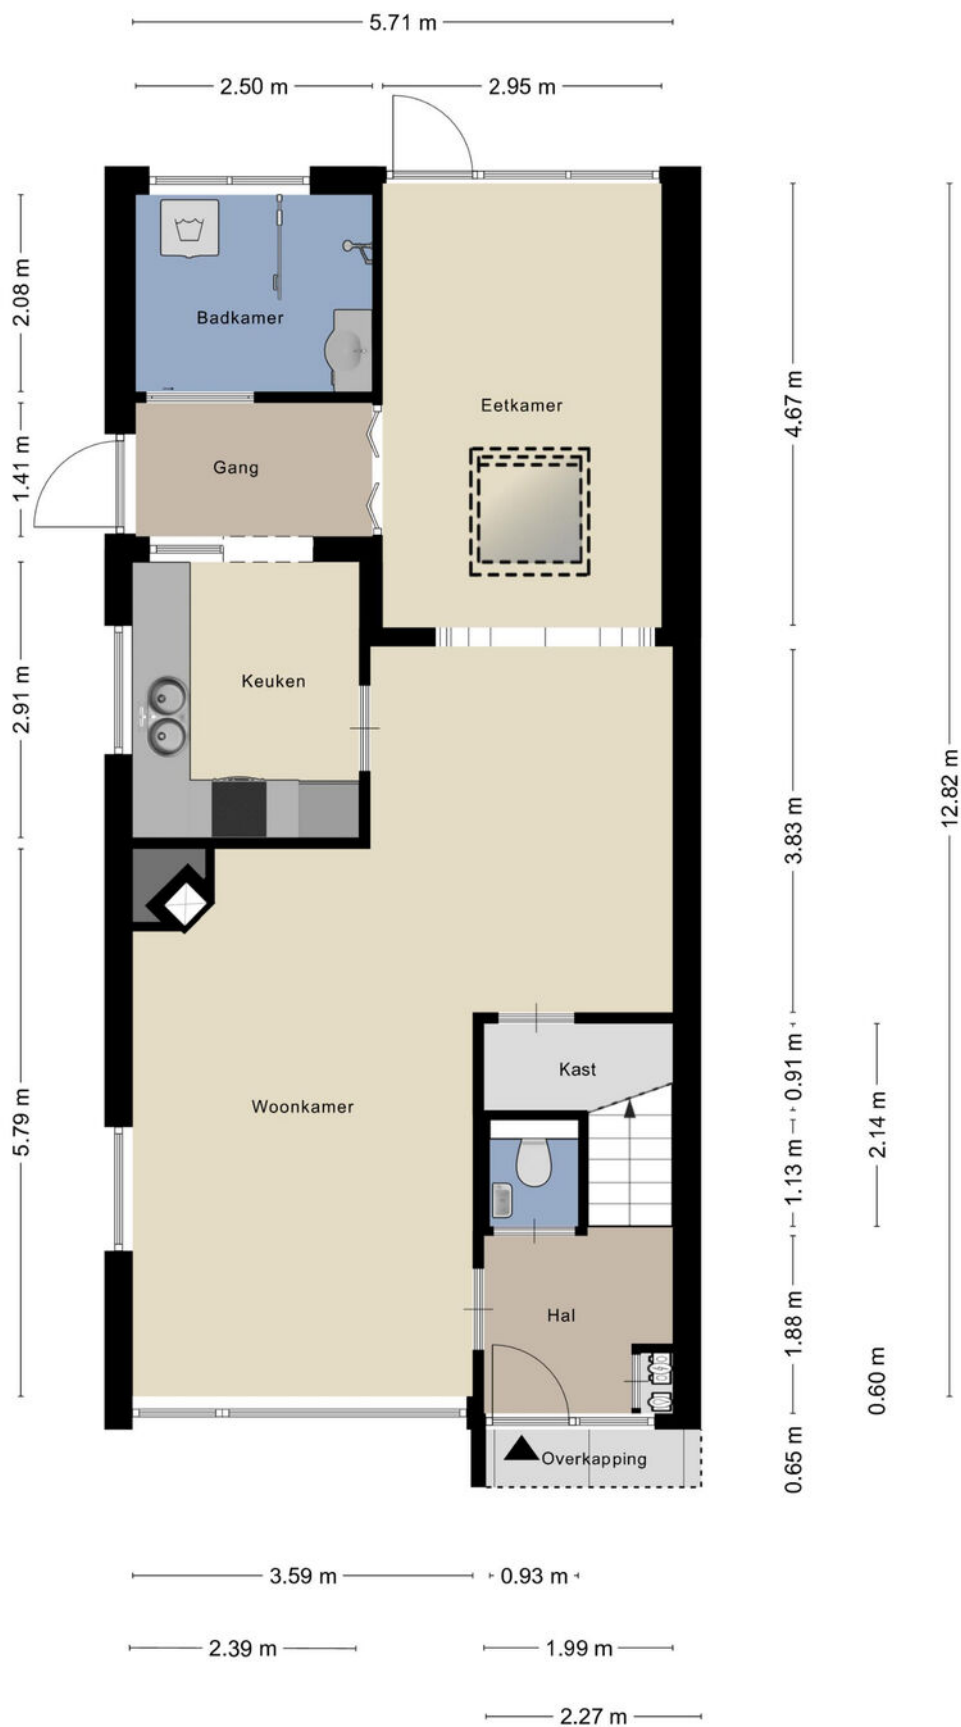 5.71 m
2.50 m
2.95 m
2.08 m
Badkamer
Eetkamer
4.67 m
1.41 m
Gang
2.91 m
Keuken
12.82 m
3.83 m
5.79 m
Woonkamer
Kast
0.91 m
2.14 m
1.13 m
Hal
1.88 m
0.60 m
Overkapping
0.65 m
3.59 m
0.93 m
2.39 m
1.99 m
2.27 m